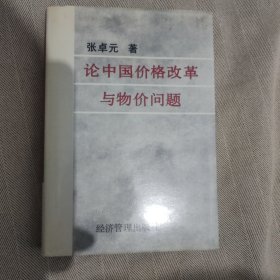 张卓元 著
论中国价格改革
与物价问题
经济管理出版社